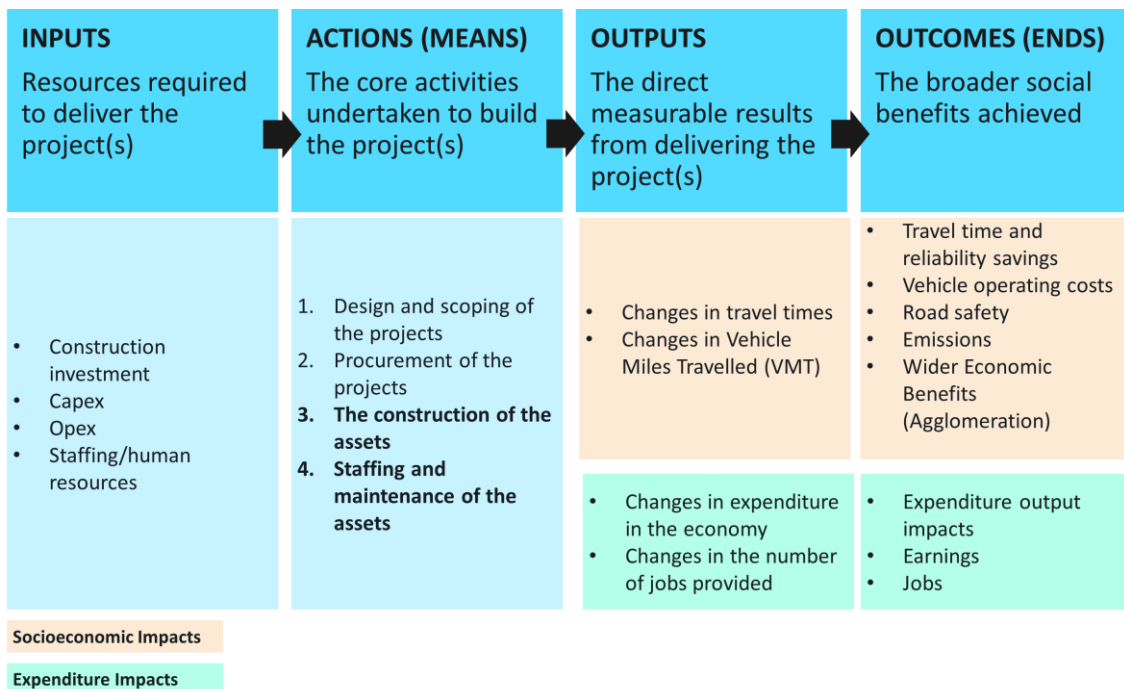 INPUTS
Resources required
to deliver the
project(s)
ACTIONS (MEANS)
The core activities
undertaken to build
the project(s)
OUTPUTS
The direct
measurable results
from delivering the
project(s)
OUTCOMES (ENDS)
The broader social
benefits achieved
• Construction
investment
• Capex
• Opex
• Staffing/human
resources
1. Design and scoping of
the projects
2. Procurement of the
projects
3. The construction of the
assets
4. Staffing and
maintenance of the
assets
• Changes in travel times
• Changes in Vehicle
Miles Travelled (VMT)
• Travel time and
reliability savings
• Vehicle operating costs
• Road safety
• Emissions
• Wider Economic
Benefits
(Agglomeration)
• Changes in expenditure
in the economy
• Changes in the number
of jobs provided
• Expenditure output
impacts
• Earnings
• Jobs
Socioeconomic Impacts
Expenditure Impacts